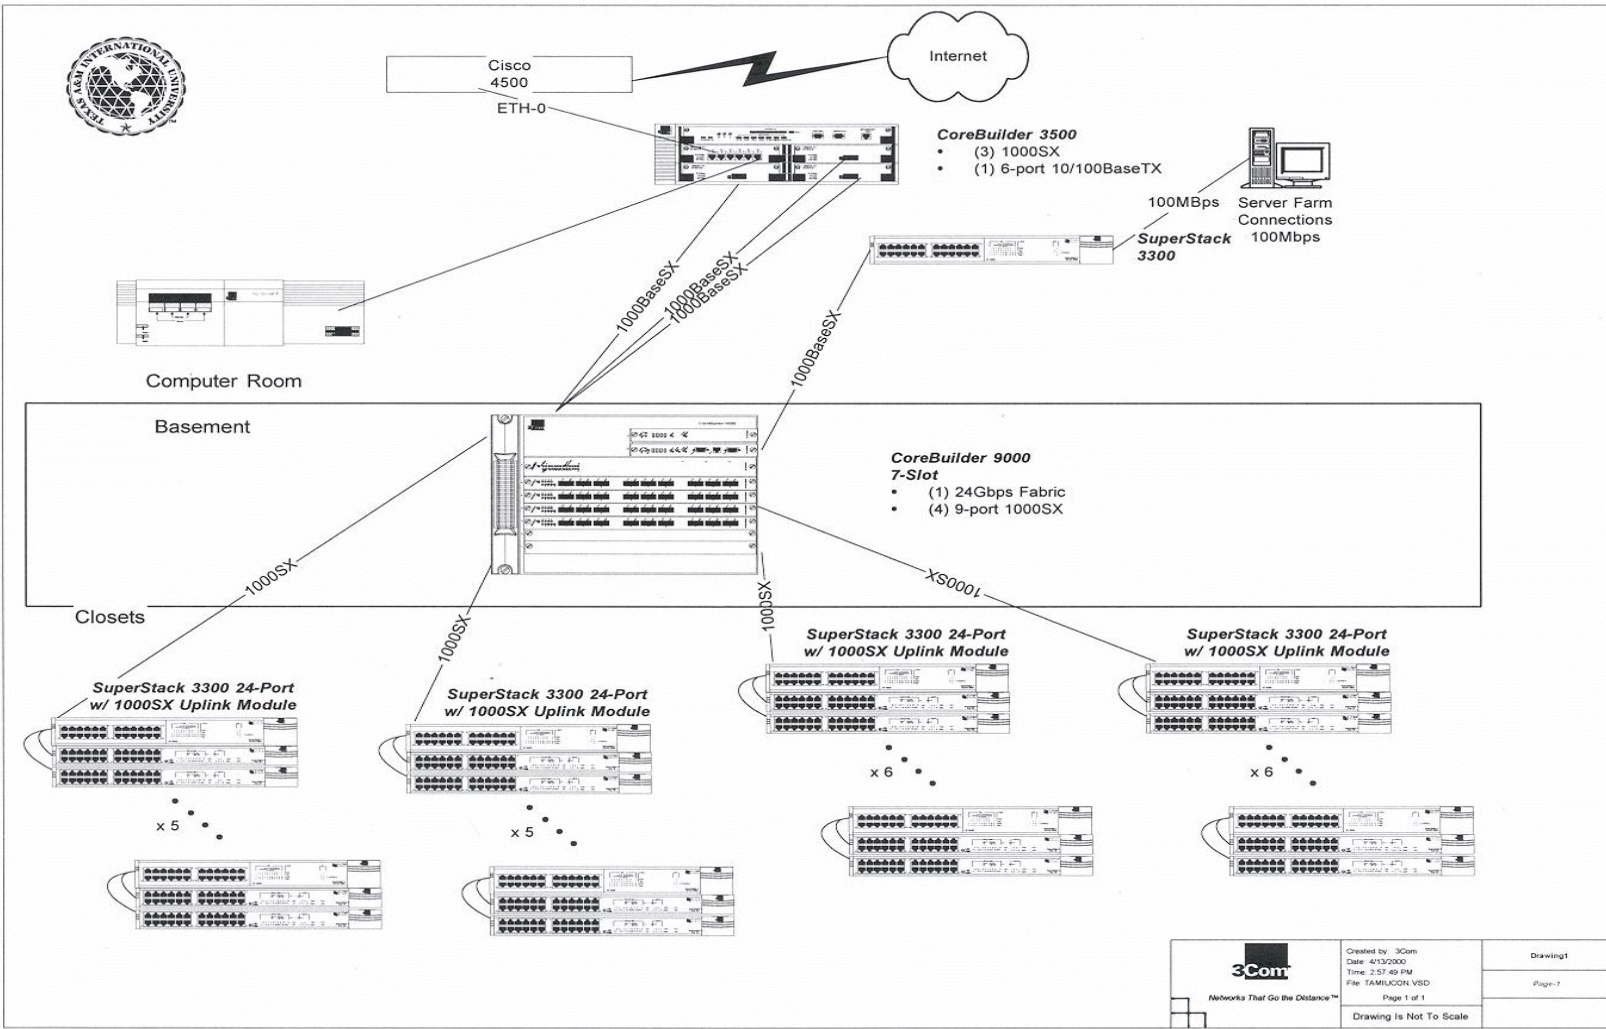 TEXAS A&M INTERNATIONAL UNIVERSITY
Cisco
4500
ETH-0
Internet
CoreBuilder 3500
• (3) 1000SX
• (1) 6-port 10/100BaseTX
100MBps
Server Farm
Connections
100Mbps
SuperStack
3300
1000BaseSX
1000BaseSX
1000BaseSX
1000BaseSX
Computer Room
Basement
3Com
CoreBuilder 9000
7-Slot
• (1) 24Gbps Fabric
• (4) 9-port 1000SX
1000SX
1000SX
1000SX
1000SX
Closets
SuperStack 3300 24-Port
w/ 1000SX Uplink Module
x 5
SuperStack 3300 24-Port
w/ 1000SX Uplink Module
x 5
SuperStack 3300 24-Port
w/ 1000SX Uplink Module
x 6
SuperStack 3300 24-Port
w/ 1000SX Uplink Module
x 6
3Com
Networks That Go the Distance™
Created by: 3Com
Date: 4/13/2000
Time: 2:57:49 PM
File: TAMIUCON.VSD
Page 1 of 1
Drawing Is Not To Scale
Drawing1
Page-1